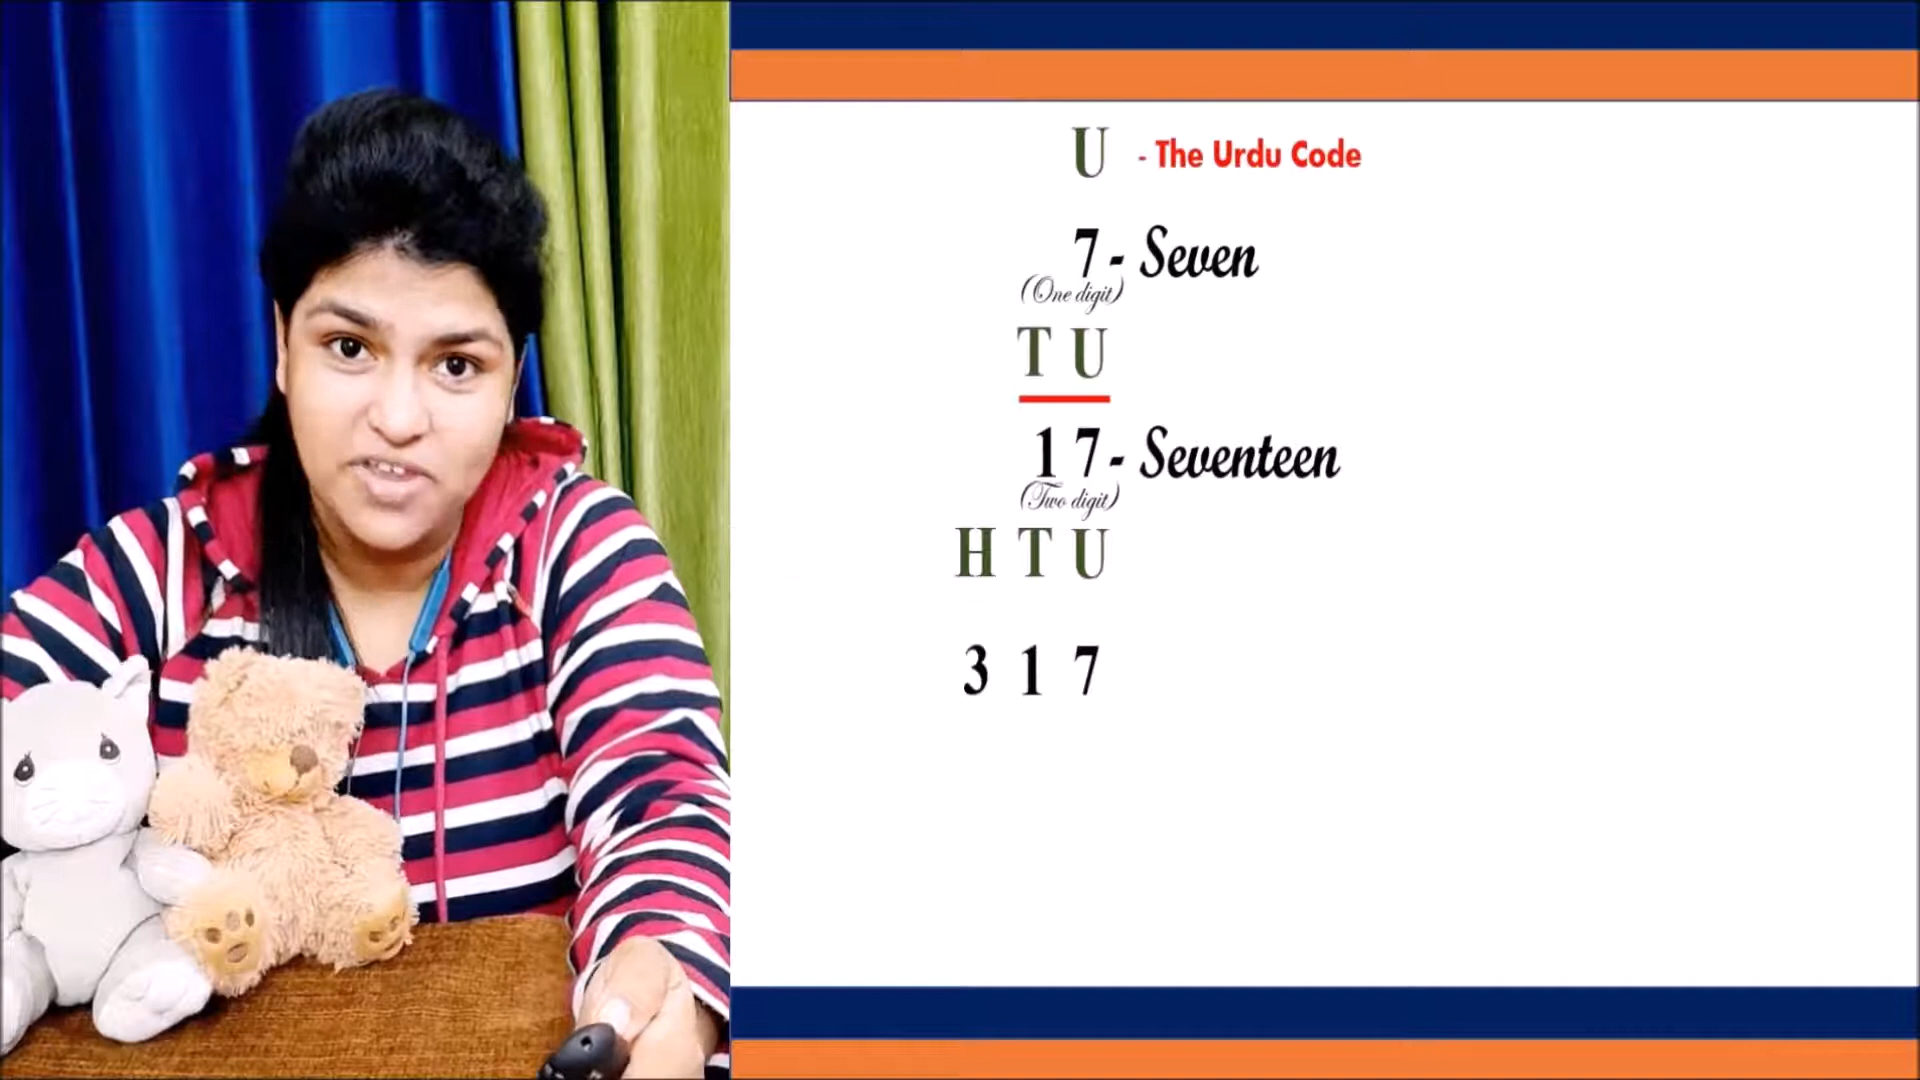 U - The Urdu Code
7 - Seven
(One digit)
T U
1 7 - Seventeen
(Two digit)
H T U
3 1 7